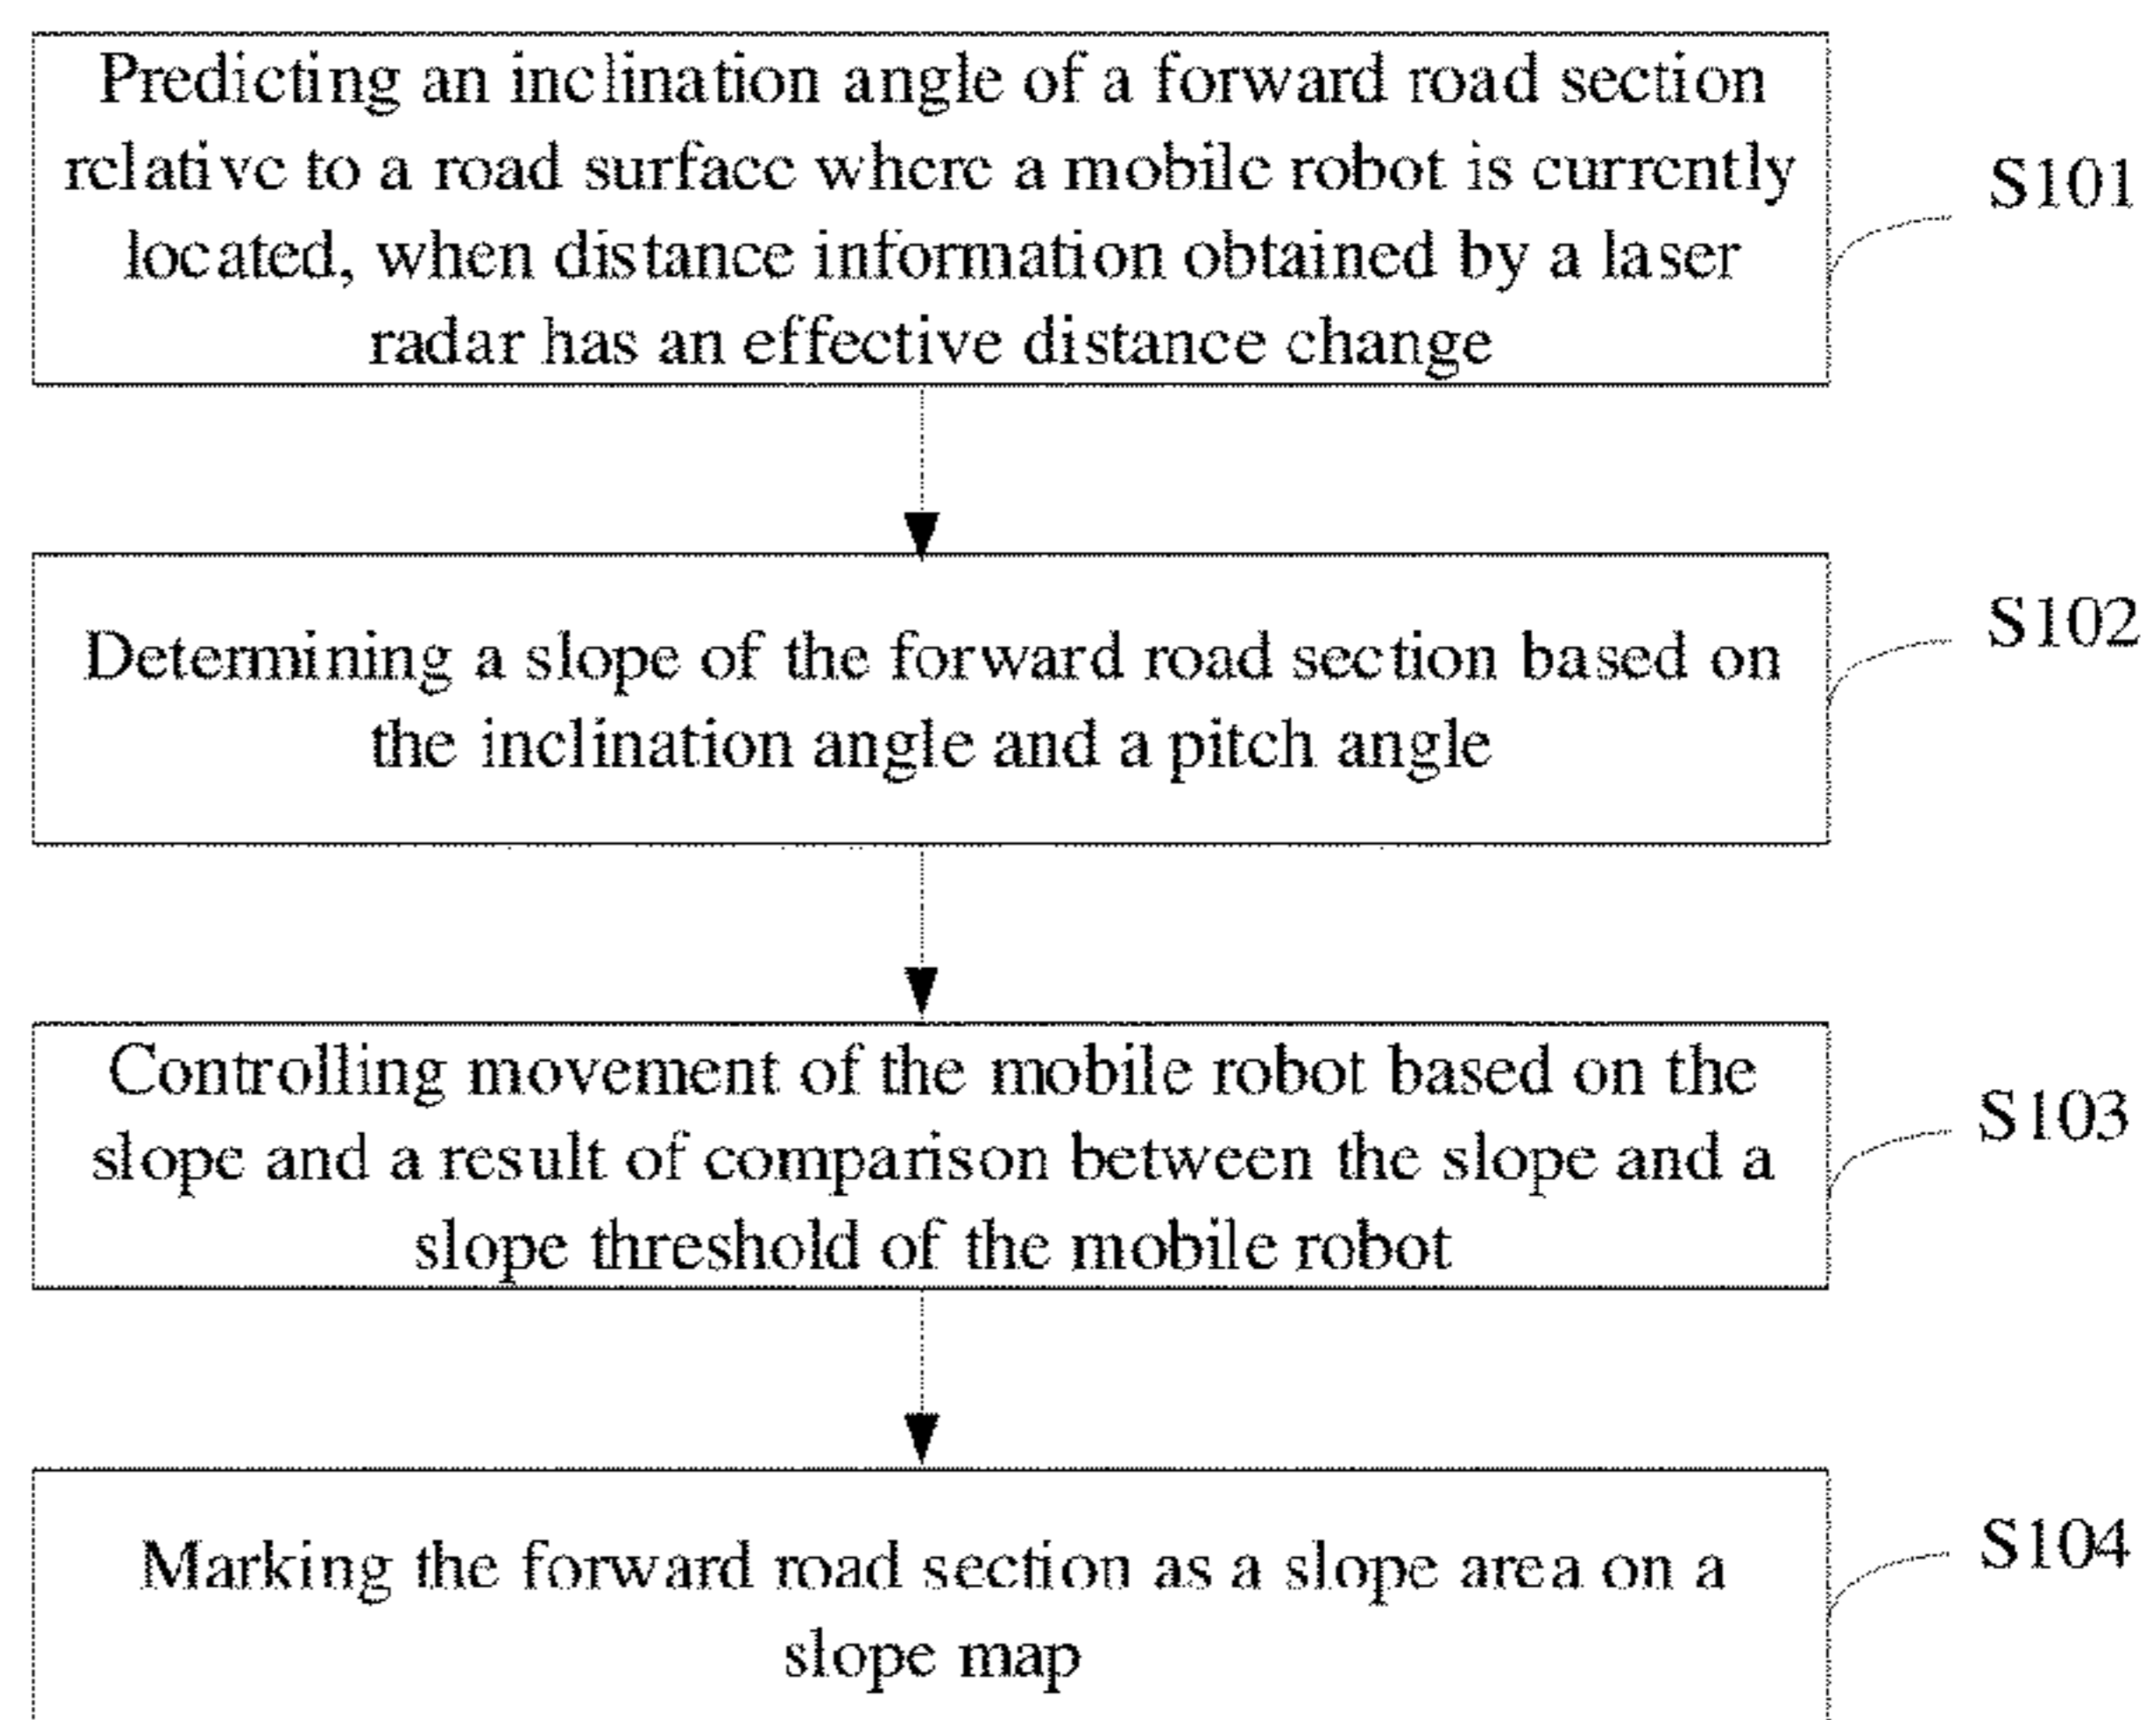 Predicting an inclination angle of a forward road section
relative to a road surface where a mobile robot is currently
located, when distance information obtained by a laser
radar has an effective distance change
S101
Determining a slope of the forward road section based on
the inclination angle and a pitch angle
S102
Controlling movement of the mobile robot based on the
slope and a result of comparison between the slope and a
slope threshold of the mobile robot
S103
Marking the forward road section as a slope area on a
slope map
S104